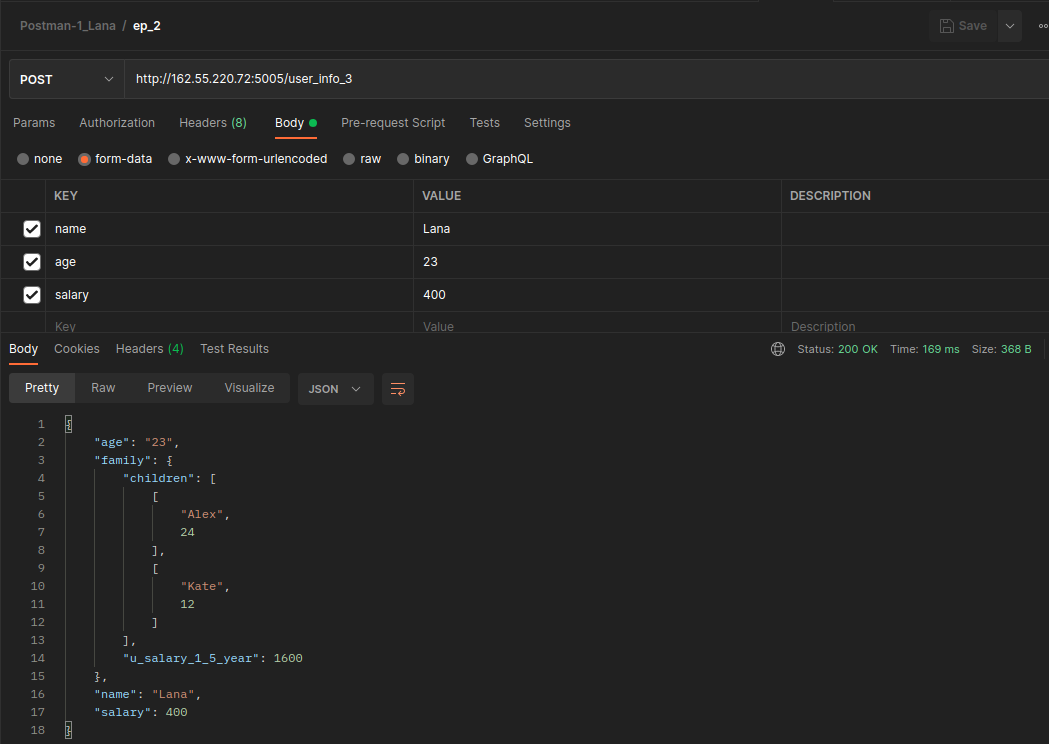 Postman-1_Lana / ep_2 Save
POST http://162.55.220.72:5005/user_info_3
Params Authorization Headers (8) Body Pre-request Script Tests Settings
none form-data x-www-form-urlencoded raw binary GraphQL
KEY VALUE DESCRIPTION
name Lana
age 23
salary 400
Key Value Description
Body Cookies Headers (4) Test Results Status: 200 OK Time: 169 ms Size: 368 B
Pretty Raw Preview Visualize JSON
1 {
2 "age": "23",
3 "family": {
4 "children": [
5 [
6 "Alex",
7 24
8 ],
9 [
10 "Kate",
11 12
12 ]
13 ],
14 "u_salary_1_5_year": 1600
15 },
16 "name": "Lana",
17 "salary": 400
18 }